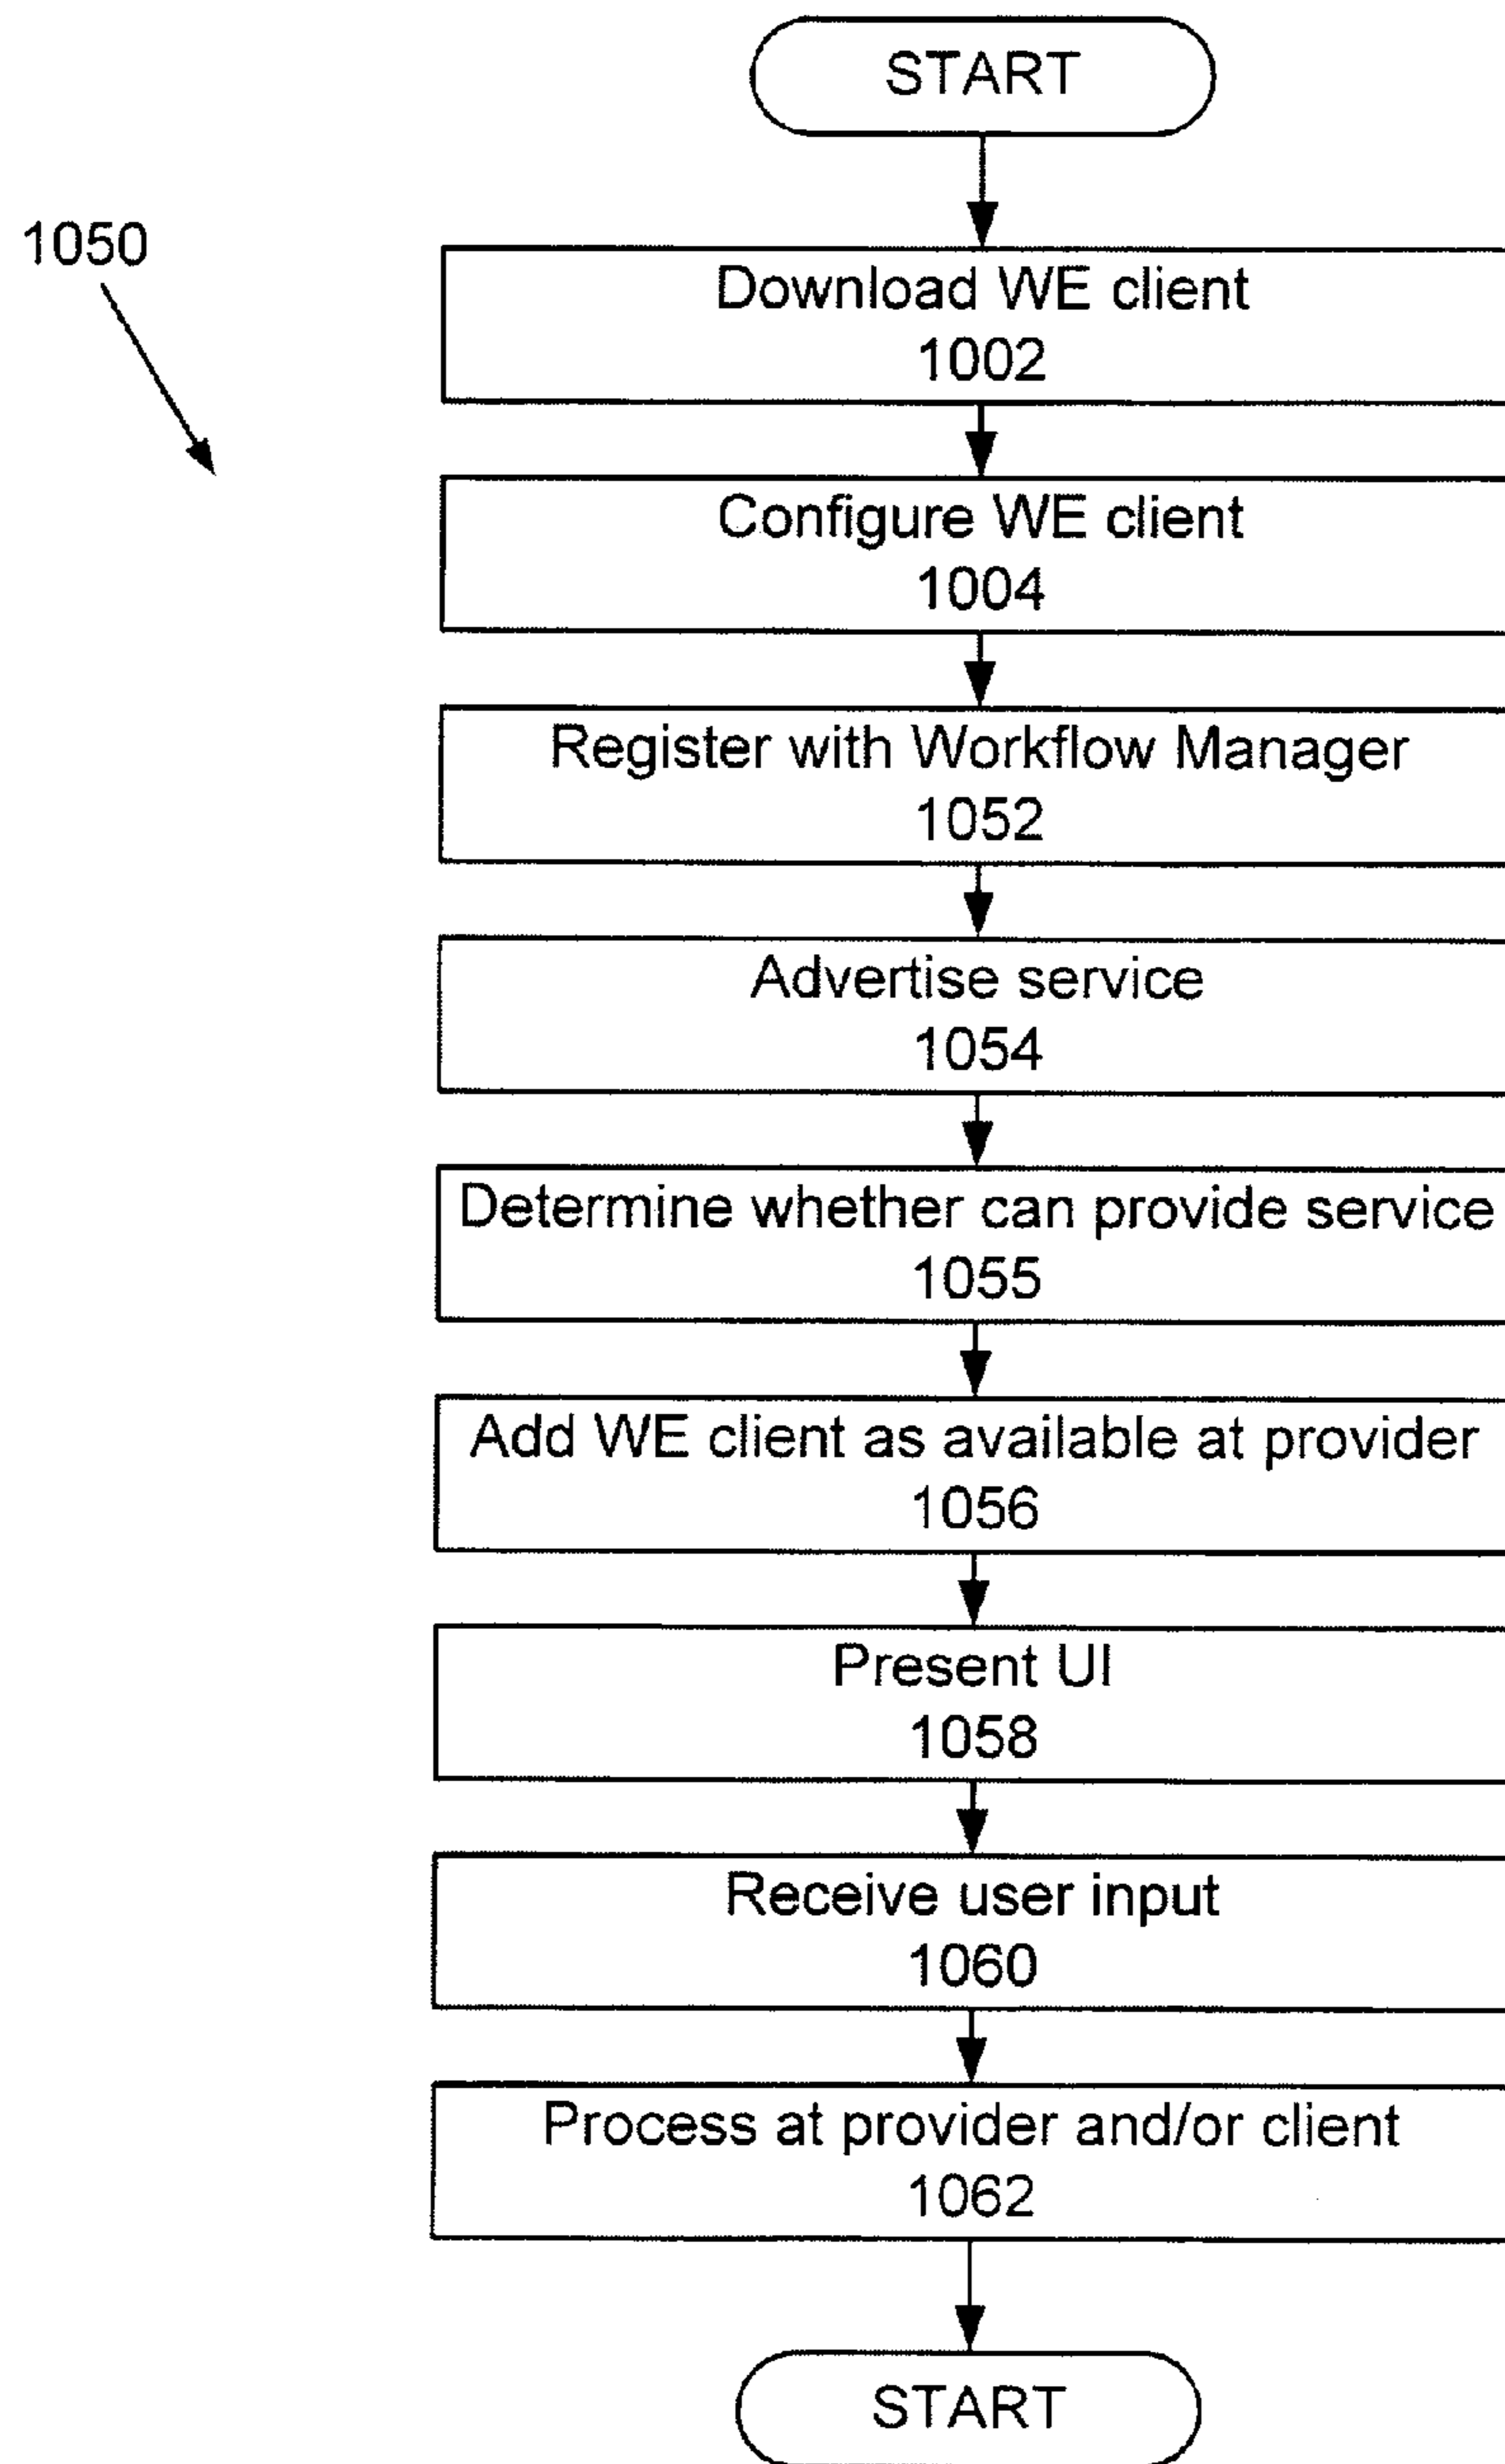 START
1050
Download WE client
1002
Configure WE client
1004
Register with Workflow Manager
1052
Advertise service
1054
Determine whether can provide service
1055
Add WE client as available at provider
1056
Present UI
1058
Receive user input
1060
Process at provider and/or client
1062
START